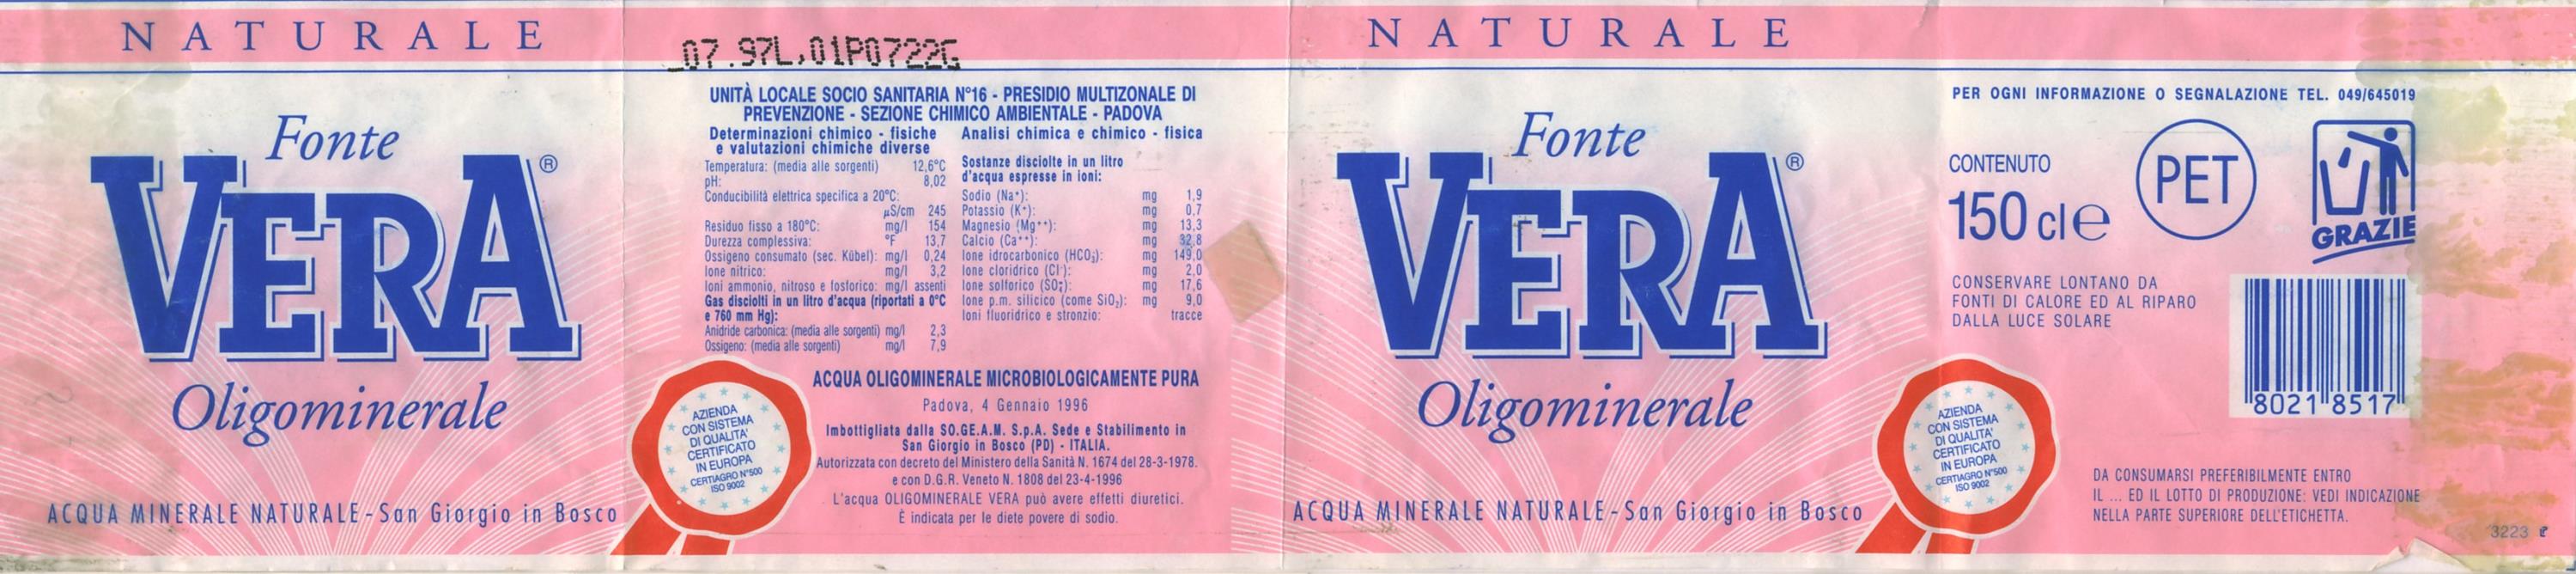 NATURALE
Fonte
VERA®
Oligominerale
ACQUA MINERALE NATURALE-San Giorgio in Bosco
07.97L,01P0722G
UNITÀ LOCALE SOCIO SANITARIA N°16 - PRESIDIO MULTIZONALE DI
PREVENZIONE - SEZIONE CHIMICO AMBIENTALE - PADOVA
Determinazioni chimico - fisiche
e valutazioni chimiche diverse
Temperatura: (media alle sorgenti) 12,6°C
pH: 8,02
Conducibilità elettrica specifica a 20°C:
µS/cm 245
Residuo fisso a 180°C: mg/l 154
Durezza complessiva: °F 13,7
Ossigeno consumato (sec. Kübel): mg/l 0,24
Ione nitrico: mg/l 3,2
Ioni ammonio, nitroso e fosforico: mg/l assenti
Gas disciolti in un litro d'acqua (riportati a 0°C
e 760 mm Hg):
Anidride carbonica: (media alle sorgenti) mg/l 2,3
Ossigeno: (media alle sorgenti) mg/l 7,9
Analisi chimica e chimico - fisica
Sostanze disciolte in un litro
d'acqua espresse in ioni:
Sodio (Na⁺): mg 1,9
Potassio (K⁺): mg 0,7
Magnesio (Mg⁺⁺): mg 13,3
Calcio (Ca⁺⁺): mg 32,8
Ione idrocarbonico (HCO₃⁻): mg 149,0
Ione cloridrico (Cl⁻): mg 2,0
Ione solforico (SO₄⁻): mg 17,6
Ione p.m. silicico (come SiO₂): mg 9,0
Ioni fluoridrico e stronzio: tracce
ACQUA OLIGOMINERALE MICROBIOLOGICAMENTE PURA
Padova, 4 Gennaio 1996
Imbottigliata dalla SO.GE.A.M. S.p.A. Sede e Stabilimento in
San Giorgio in Bosco (PD) - ITALIA.
Autorizzata con decreto del Ministero della Sanità N. 1674 del 28-3-1978.
e con D.G.R. Veneto N. 1808 del 23-4-1996
L'acqua OLIGOMINERALE VERA può avere effetti diuretici.
È indicata per le diete povere di sodio.
AZIENDA
CON SISTEMA
DI QUALITA'
CERTIFICATO
IN EUROPA
CERTIAGRO N°500
ISO 9002
NATURALE
Fonte
VERA®
Oligominerale
ACQUA MINERALE NATURALE-San Giorgio in Bosco
AZIENDA
CON SISTEMA
DI QUALITA'
CERTIFICATO
IN EUROPA
CERTIAGRO N°500
ISO 9002
PER OGNI INFORMAZIONE O SEGNALAZIONE TEL. 049/645019
CONTENUTO
150 cl e
PET
GRAZIE
CONSERVARE LONTANO DA
FONTI DI CALORE ED AL RIPARO
DALLA LUCE SOLARE
8021 8517
DA CONSUMARSI PREFERIBILMENTE ENTRO
IL ... ED IL LOTTO DI PRODUZIONE: VEDI INDICAZIONE
NELLA PARTE SUPERIORE DELL'ETICHETTA.
3223